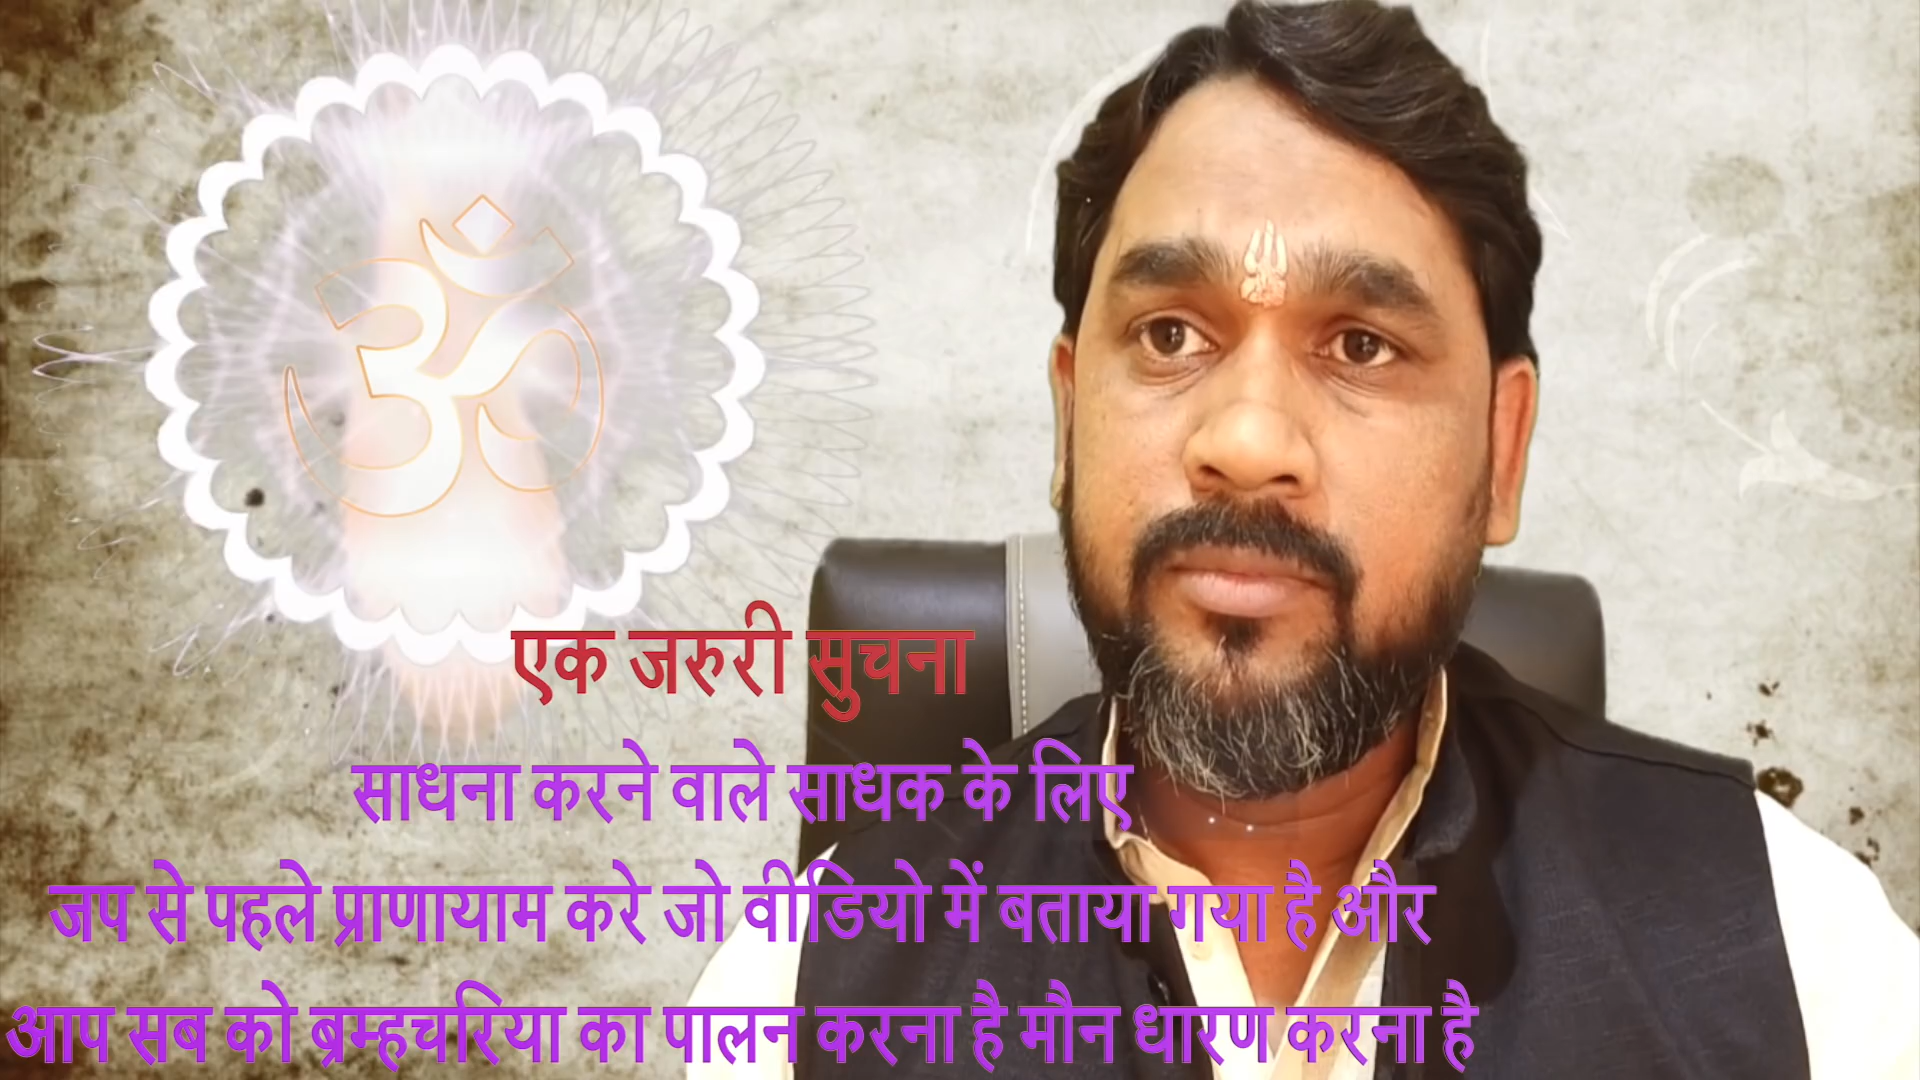 ॐ
एक जरुरी सुचना
साधना करने वाले साधक के लिए
जप से पहले प्राणायाम करे जो वीडियो में बताया गया है और
आप सब को ब्रम्हचरिया का पालन करना है मौन धारण करना है